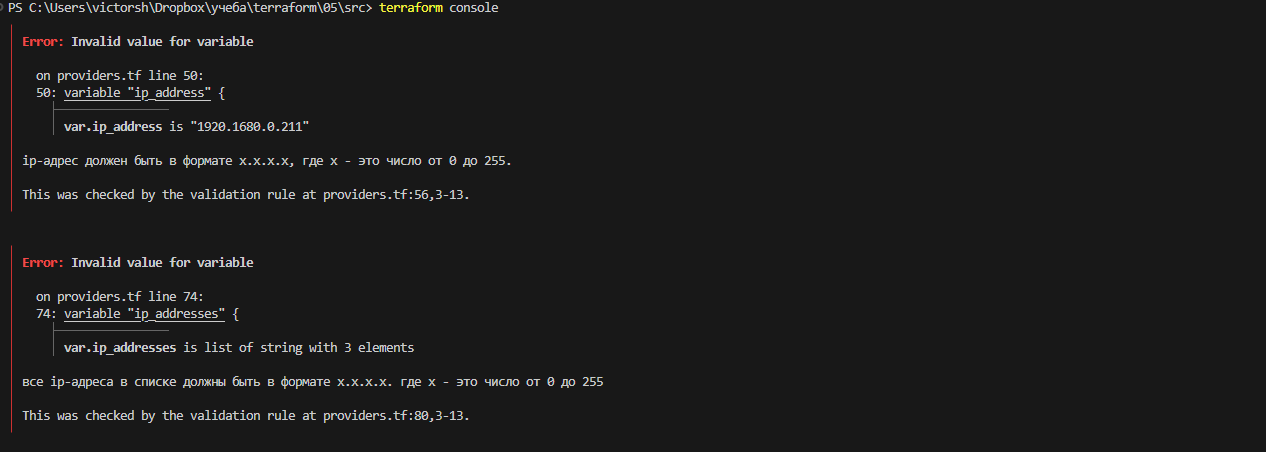 PS C:\Users\victorsh\Dropbox\учеба\terraform\05\src> terraform console
Error: Invalid value for variable
on providers.tf line 50:
50: variable "ip_address" {
var.ip_address is "1920.1680.0.211"
ip-адрес должен быть в формате x.x.x.x, где x - это число от 0 до 255.
This was checked by the validation rule at providers.tf:56,3-13.
Error: Invalid value for variable
on providers.tf line 74:
74: variable "ip_addresses" {
var.ip_addresses is list of string with 3 elements
все ip-адреса в списке должны быть в формате x.x.x.x. где x - это число от 0 до 255
This was checked by the validation rule at providers.tf:80,3-13.